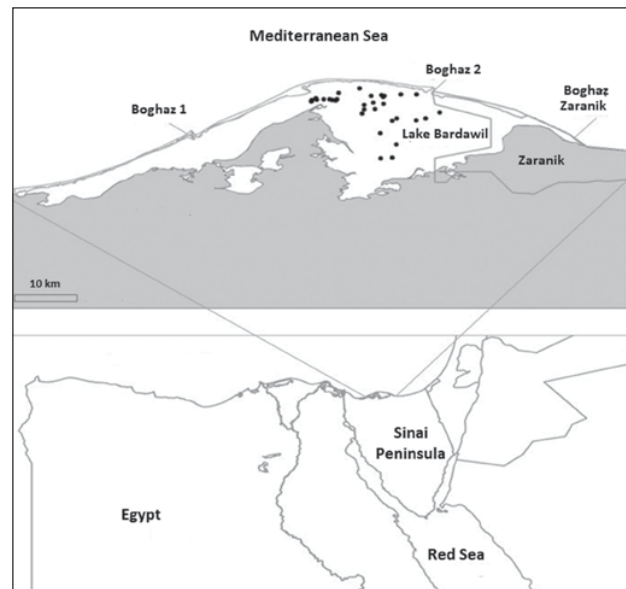 Mediterranean Sea
Boghaz 2
Boghaz
Zaranik
Boghaz 1
Lake Bardawil
Zaranik
10 km
Sinai
Peninsula
Egypt
Red Sea